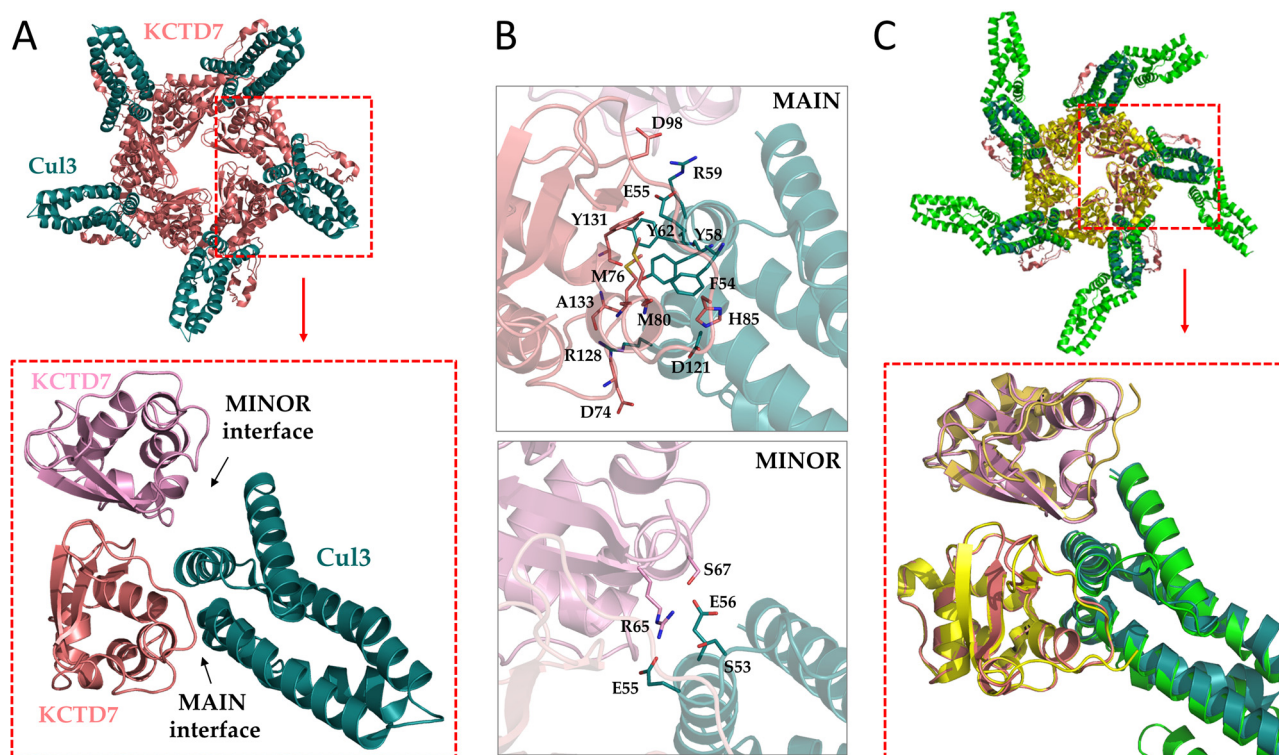 A
KCTD7
Cul3
KCTD7
MINOR
interface
Cul3
KCTD7
MAIN
interface
B
MAIN
D98
R59
E55
Y131
Y62
Y58
M76
F54
A133
M80
H85
R128
D121
D74
MINOR
S67
E56
R65
S53
E55
C